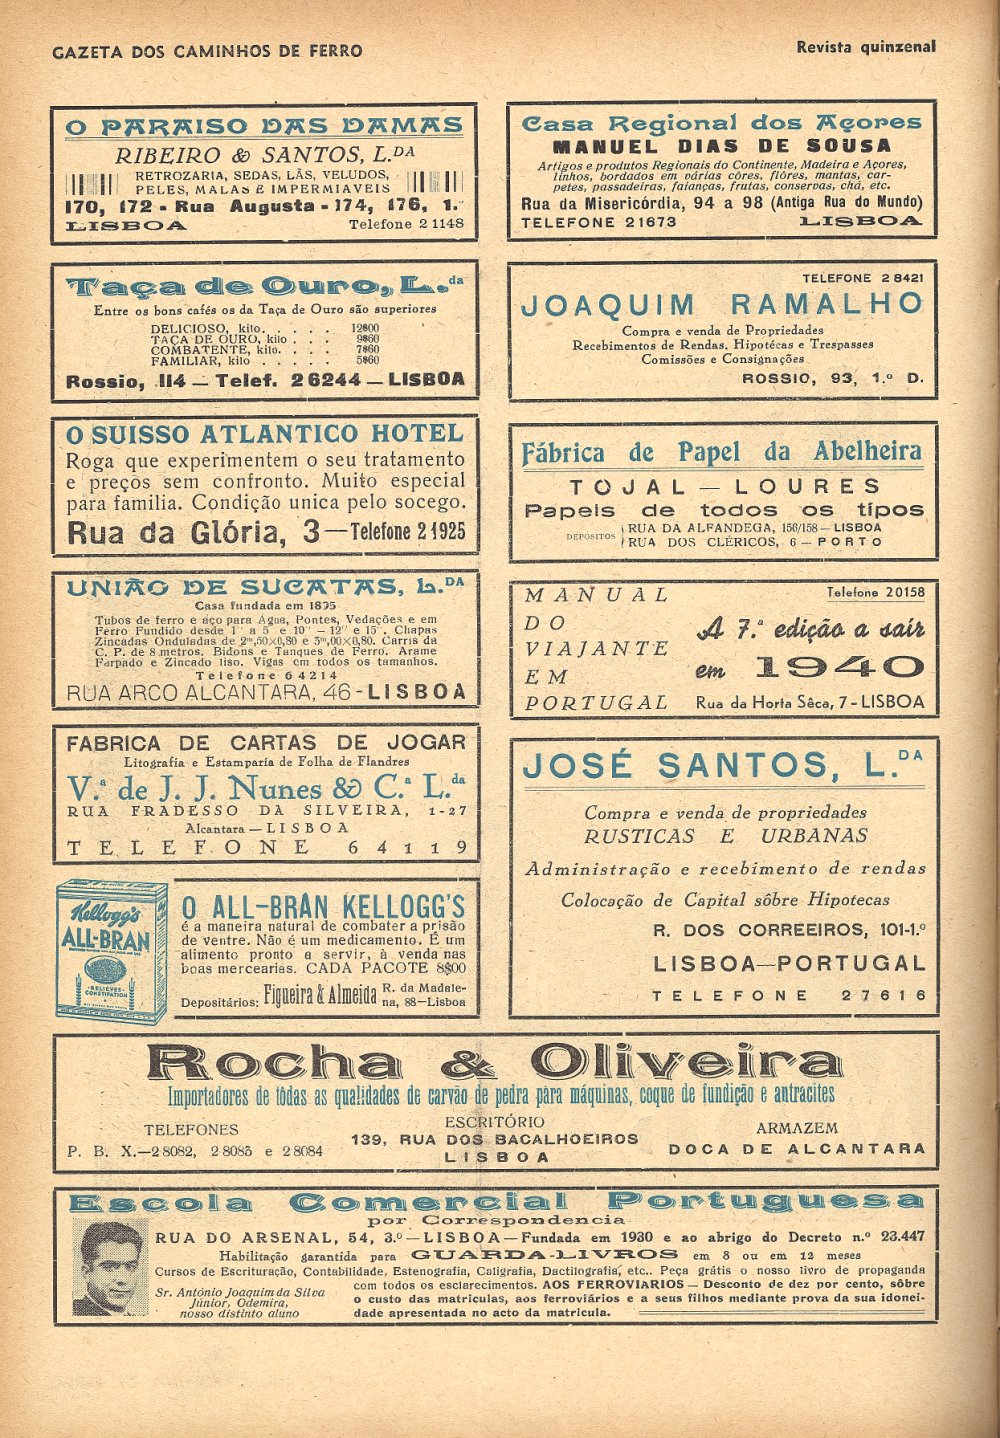 GAZETA DOS CAMINHOS DE FERRO
Revista quinzenal
O PARAISO DAS DAMAS
RIBEIRO & SANTOS, L.DA
RETROZARIA, SEDAS, LÃS, VELUDOS,
PELES, MALAS E IMPERMIAVEIS
170, 172 - Rua Augusta - 174, 176, 1.º
LISBOA Telefone 2 1148
Taça de Ouro, L.da
Entre os bons cafés os da Taça de Ouro são superiores
DELICIOSO, kilo. . . . . 12$00
TAÇA DE OURO, kilo . . . 9$60
COMBATENTE, kilo. . . . 7$60
FAMILIAR, kilo . . . . . 5$60
Rossio, 114 — Telef. 2 6244 — LISBOA
O SUISSO ATLANTICO HOTEL
Roga que experimentem o seu tratamento
e preços sem confronto. Muito especial
para familia. Condição unica pelo socego.
Rua da Glória, 3 — Telefone 2 1925
UNIÃO DE SUCATAS, L.DA
Casa fundada em 1895
Tubos de ferro e aço para Agua, Pontes, Vedações e em
Ferro Fundido desde 1" a 5 e 10" — 12" e 15". Chapas
Zincadas Onduladas de 2m,50×0,80 e 3m,00×0,80. Carris da
C. P. de 8 metros. Bidons e Tanques de Ferro. Arame
Farpado e Zincado liso. Vigas em todos os tamanhos.
Telefone 6 4214
RUA ARCO ALCANTARA, 46 - LISBOA
FABRICA DE CARTAS DE JOGAR
Litografia e Estamparia de Folha de Flandres
V.ª de J. J. Nunes & C.ª L.da
RUA FRADESSO DA SILVEIRA, 1-27
Alcantara — LISBOA
TELEFONE 64119
Kellogg's
ALL-BRAN
RELIEVES
CONSTIPATION
O ALL-BRAN KELLOGG'S
é a maneira natural de combater a prisão
de ventre. Não é um medicamento. É um
alimento pronto a servir, à venda nas
boas mercearias. CADA PACOTE 8$00
Depositários: Figueira & Almeida R. da Madale-
na, 88—Lisboa
Casa Regional dos Açores
MANUEL DIAS DE SOUSA
Artigos e produtos Regionais do Continente, Madeira e Açores,
linhos, bordados em várias côres, flôres, mantas, car-
petes, passadeiras, faianças, frutas, conservas, chá, etc.
Rua da Misericórdia, 94 a 98 (Antiga Rua do Mundo)
TELEFONE 2 1673 LISBOA
TELEFONE 2 8421
JOAQUIM RAMALHO
Compra e venda de Propriedades
Recebimentos de Rendas. Hipotécas e Trespasses
Comissões e Consignações
ROSSIO, 93, 1.º D.
Fábrica de Papel da Abelheira
TOJAL — LOURES
Papeis de todos os tipos
DEPOSITOS
RUA DA ALFANDEGA, 156/158 — LISBOA
RUA DOS CLÉRICOS, 6 — PORTO
MANUAL
DO
VIAJANTE
EM
PORTUGAL
Telefone 2 0158
A 7.ª edição a saír
em 1940
Rua da Horta Sêca, 7 - LISBOA
JOSÉ SANTOS, L.DA
Compra e venda de propriedades
RUSTICAS E URBANAS
Administração e recebimento de rendas
Colocação de Capital sôbre Hipotecas
R. DOS CORREEIROS, 101-1.º
LISBOA—PORTUGAL
TELEFONE 27616
Rocha & Oliveira
Importadores de tôdas as qualidades de carvão de pedra para máquinas, coque de fundição e antracites
TELEFONES
P. B. X.—2 8082, 2 8083 e 2 8084
ESCRITÓRIO
139, RUA DOS BACALHOEIROS
LISBOA
ARMAZEM
DOCA DE ALCANTARA
Escola Comercial Portuguesa
por Correspondencia
RUA DO ARSENAL, 54, 3.º — LISBOA — Fundada em 1930 e ao abrigo do Decreto n.º 23.447
Habilitação garantida para GUARDA-LIVROS em 8 ou em 12 meses
Cursos de Escrituração, Contabilidade, Estenografia, Caligrafia, Dactilografia, etc.. Peça grátis o nosso livro de propaganda
com todos os esclarecimentos. AOS FERROVIARIOS — Desconto de dez por cento, sôbre
o custo das matriculas, aos ferroviários e a seus filhos mediante prova da sua idonei-
dade apresentada no acto da matricula.
Sr. António Joaquim da Silva
Júnior, Odemira,
nosso distinto aluno